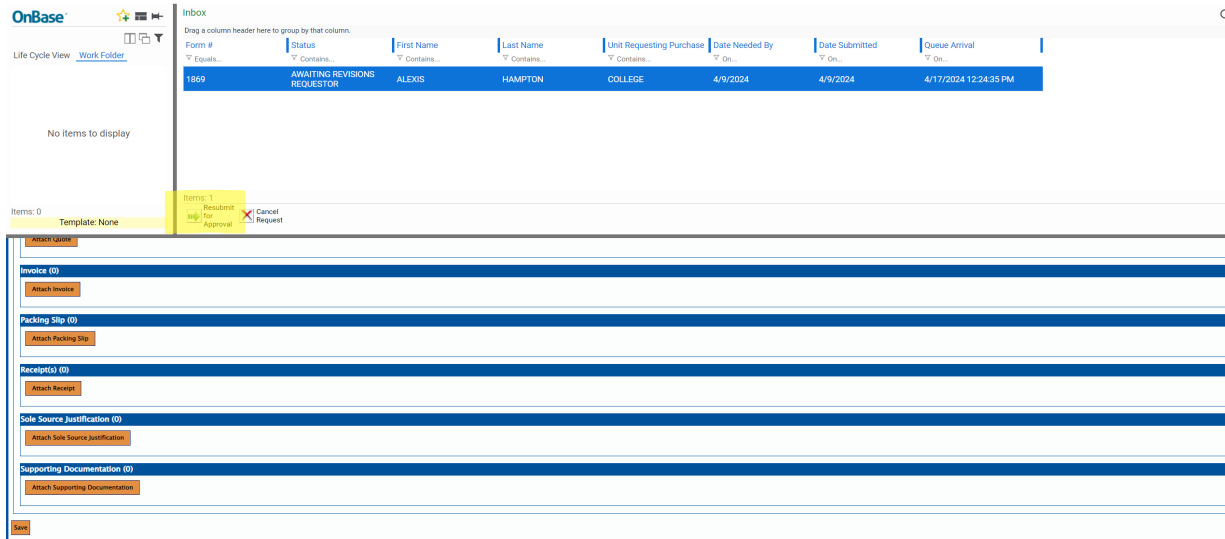 OnBase
Life Cycle View Work Folder
No items to display
Items: 0
Template: None
Inbox
Drag a column header here to group by that column.
Form # Status First Name Last Name Unit Requesting Purchase Date Needed By Date Submitted Queue Arrival
Equals... Contains... Contains... Contains... Contains... On... On... On...
1869 AWAITING REVISIONS REQUESTOR ALEXIS HAMPTON COLLEGE 4/9/2024 4/9/2024 4/17/2024 12:24:35 PM
Items: 1
Resubmit for Approval
Cancel Request
Attach Quote
Invoice (0)
Attach Invoice
Packing Slip (0)
Attach Packing Slip
Receipt(s) (0)
Attach Receipt
Sole Source Justification (0)
Attach Sole Source Justification
Supporting Documentation (0)
Attach Supporting Documentation
Save